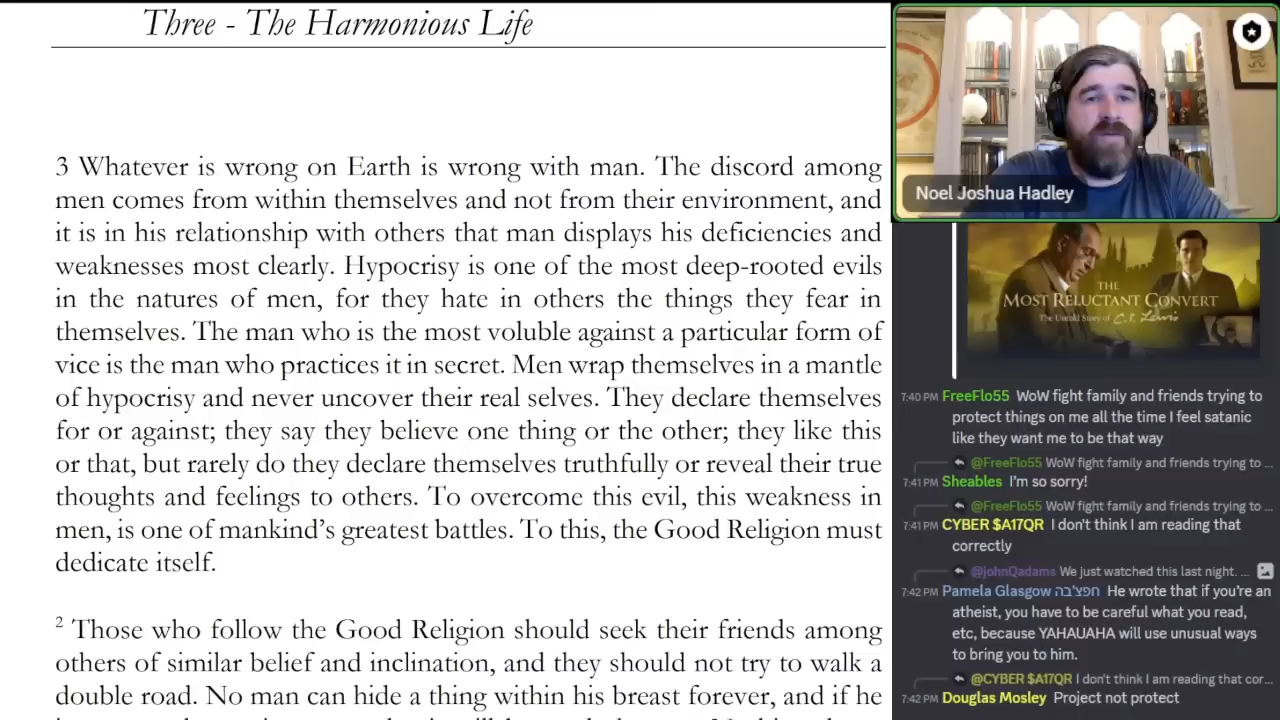 Three - The Harmonious Life
3 Whatever is wrong on Earth is wrong with man. The discord among
men comes from within themselves and not from their environment, and
it is in his relationship with others that man displays his deficiencies and
weaknesses most clearly. Hypocrisy is one of the most deep-rooted evils
in the natures of men, for they hate in others the things they fear in
themselves. The man who is the most voluble against a particular form of
vice is the man who practices it in secret. Men wrap themselves in a mantle
of hypocrisy and never uncover their real selves. They declare themselves
for or against; they say they believe one thing or the other; they like this
or that, but rarely do they declare themselves truthfully or reveal their true
thoughts and feelings to others. To overcome this evil, this weakness in
men, is one of mankind's greatest battles. To this, the Good Religion must
dedicate itself.
2 Those who follow the Good Religion should seek their friends among
others of similar belief and inclination, and they should not try to walk a
double road. No man can hide a thing within his breast forever, and if he
Noel Joshua Hadley
THE
MOST RELUCTANT CONVERT
The Untold Story of C.S. Lewis
7:40 PM FreeFlo55 WoW fight family and friends trying to
protect things on me all the time I feel satanic
like they want me to be that way
@FreeFlo55 WoW fight family and friends trying to ...
7:41 PM Sheables I'm so sorry!
@FreeFlo55 WoW fight family and friends trying to ...
7:41 PM CYBER $A17QR I don't think I am reading that
correctly
@johnQadams We just watched this last night. ...
7:42 PM Pamela Glasgow חפצ'בה He wrote that if you're an
atheist, you have to be careful what you read,
etc, because YAHAUAHA will use unusual ways
to bring you to him.
@CYBER $A17QR I don't think I am reading that cor...
7:42 PM Douglas Mosley Project not protect